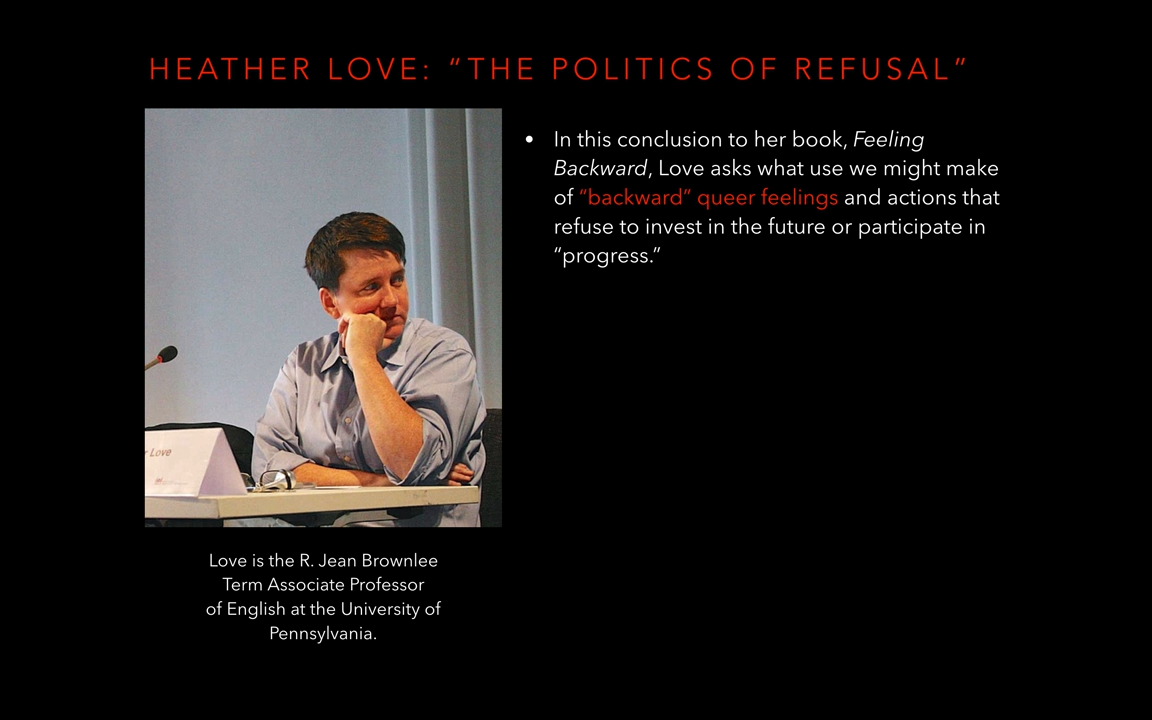 HEATHER LOVE: “THE POLITICS OF REFUSAL”
• In this conclusion to her book, Feeling
Backward, Love asks what use we might make
of “backward” queer feelings and actions that
refuse to invest in the future or participate in
“progress.”
r Love
Love is the R. Jean Brownlee
Term Associate Professor
of English at the University of
Pennsylvania.